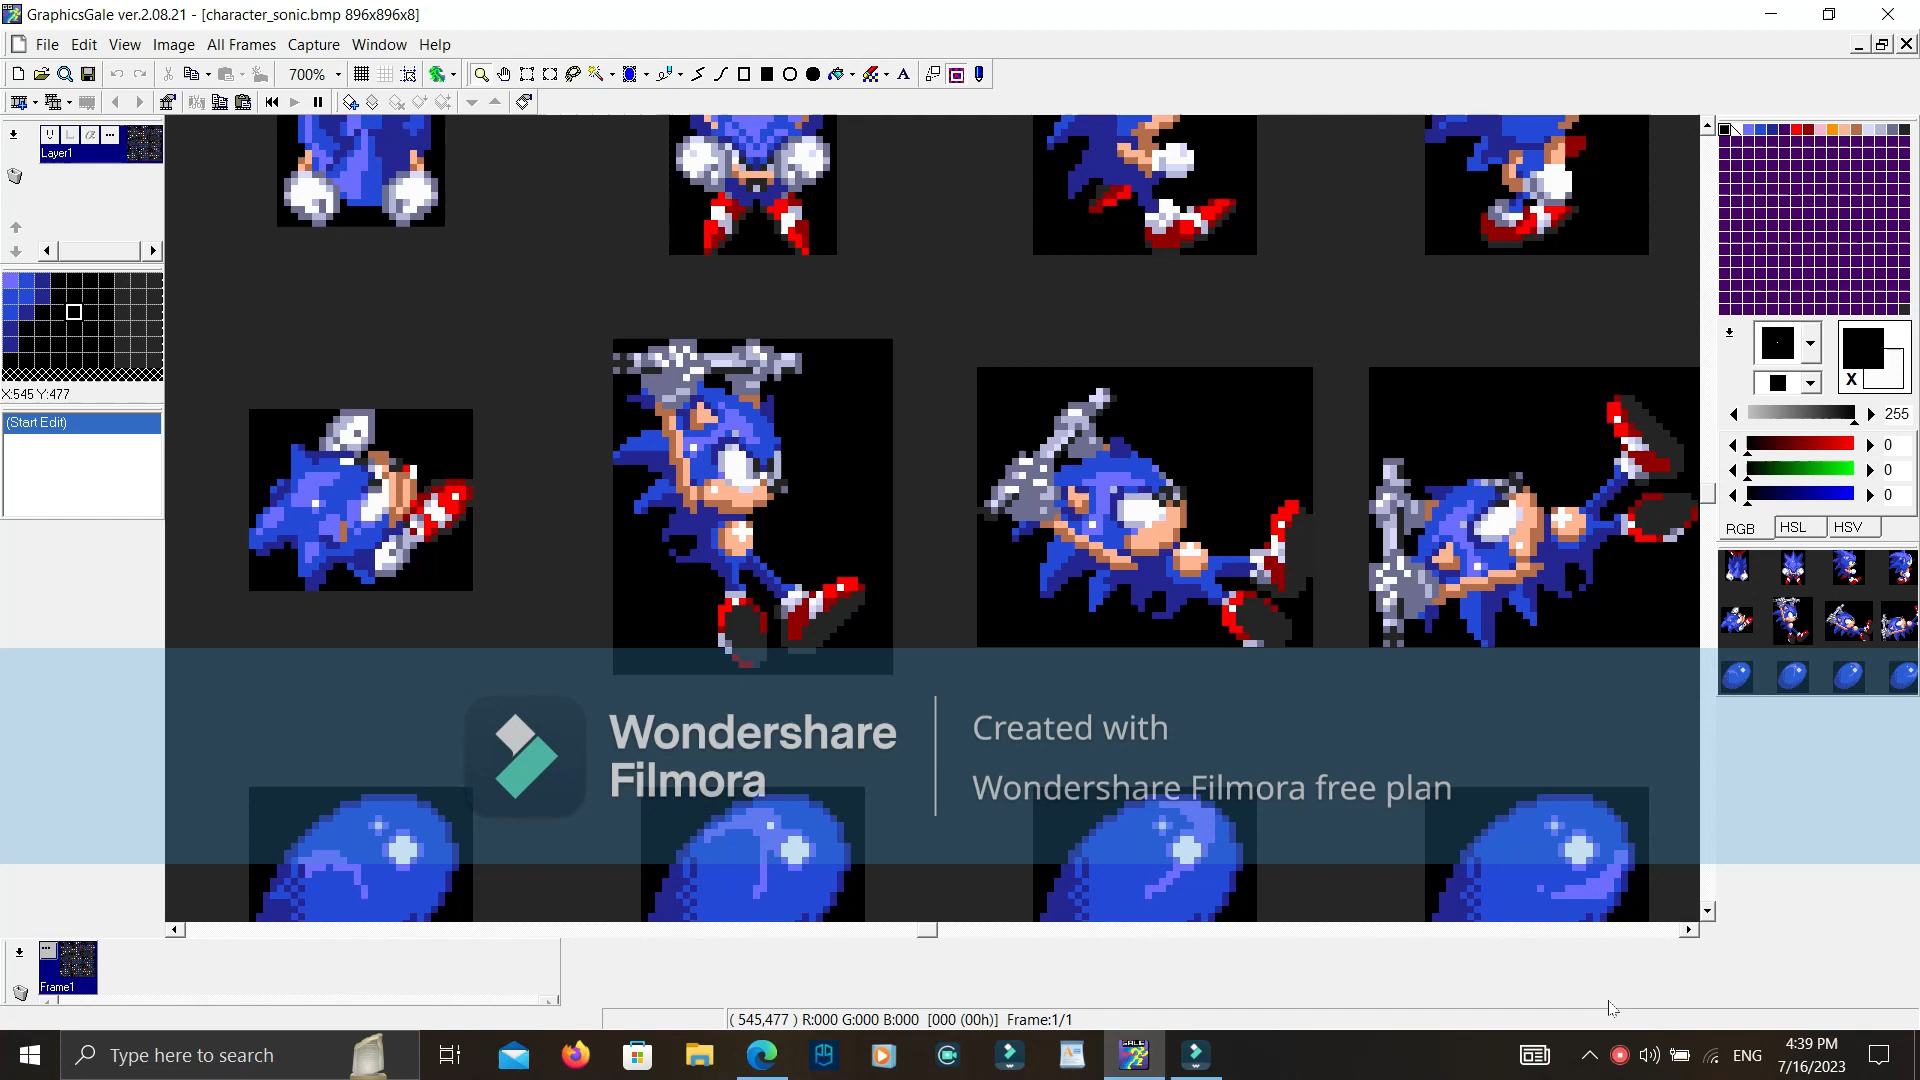 GraphicsGale ver.2.08.21 - [character_sonic.bmp 896x896x8]
File Edit View Image All Frames Capture Window Help
700%
A
Layer1
X:545 Y:477
(Start Edit)
X
255
0
0
0
RGB HSL HSV
Wondershare
Filmora
Created with
Wondershare Filmora free plan
Frame1
( 545,477 ) R:000 G:000 B:000 [000 (00h)] Frame:1/1
Type here to search
GALE
ENG
4:39 PM
7/16/2023